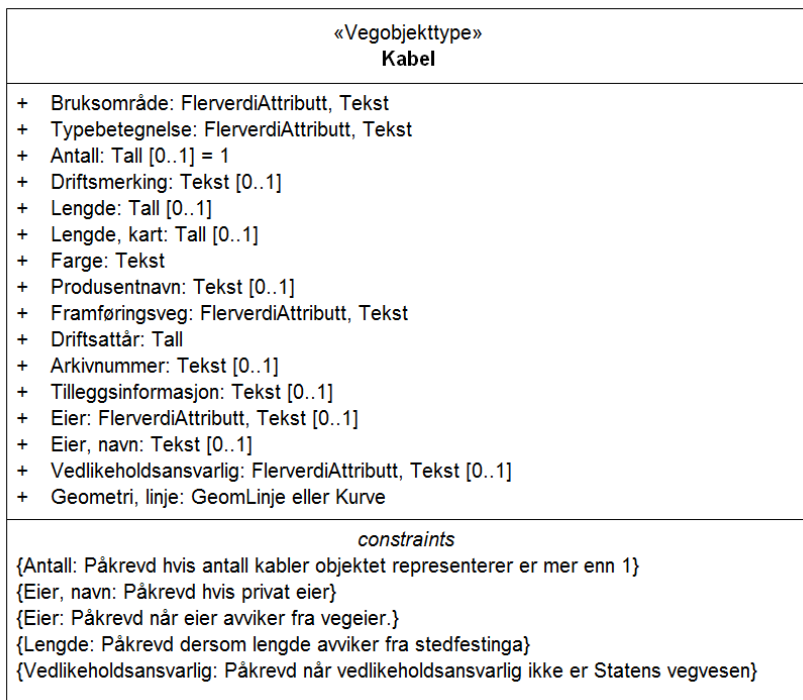 «Vegobjekttype»
Kabel
+ Bruksområde: FlerverdiAttributt, Tekst
+ Typebetegnelse: FlerverdiAttributt, Tekst
+ Antall: Tall [0..1] = 1
+ Driftsmerking: Tekst [0..1]
+ Lengde: Tall [0..1]
+ Lengde, kart: Tall [0..1]
+ Farge: Tekst
+ Produsentnavn: Tekst [0..1]
+ Framføringsveg: FlerverdiAttributt, Tekst
+ Driftsattår: Tall
+ Arkivnummer: Tekst [0..1]
+ Tilleggsinformasjon: Tekst [0..1]
+ Eier: FlerverdiAttributt, Tekst [0..1]
+ Eier, navn: Tekst [0..1]
+ Vedlikeholdsansvarlig: FlerverdiAttributt, Tekst [0..1]
+ Geometri, linje: GeomLinje eller Kurve
constraints
{Antall: Påkrevd hvis antall kabler objektet representerer er mer enn 1}
{Eier, navn: Påkrevd hvis privat eier}
{Eier: Påkrevd når eier avviker fra vegeier.}
{Lengde: Påkrevd dersom lengde avviker fra stedfestinga}
{Vedlikeholdsansvarlig: Påkrevd når vedlikeholdsansvarlig ikke er Statens vegvesen}